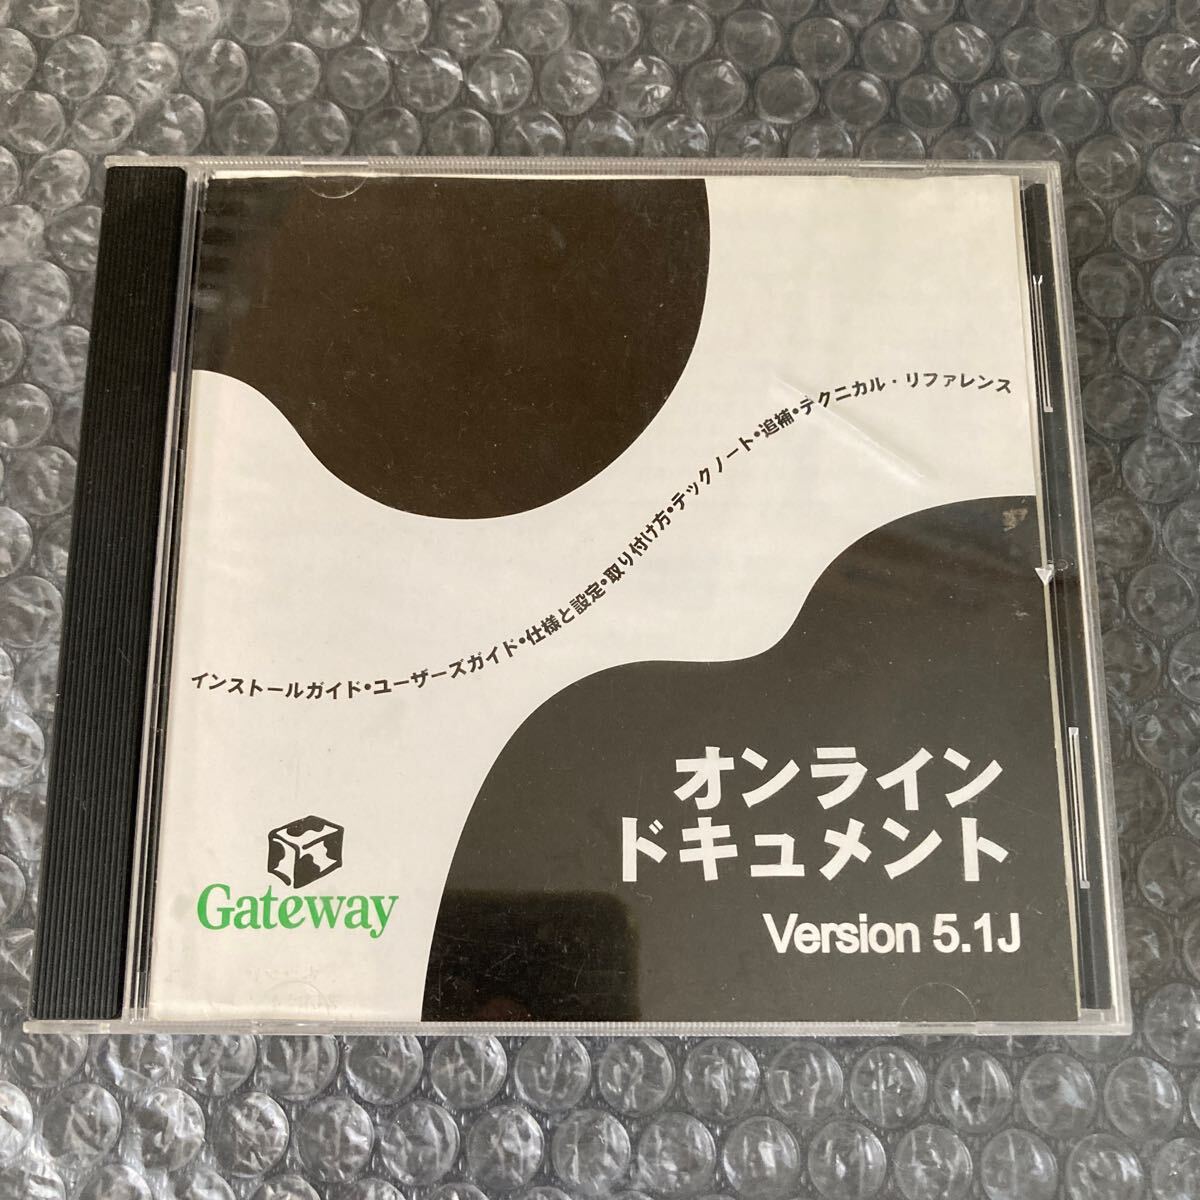 インストールガイド・ユーザーズガイド・仕様と設定・取り付け方・テックノート・追補・テクニカル・リファレンス
オンライン
ドキュメント
Version 5.1J
Gateway